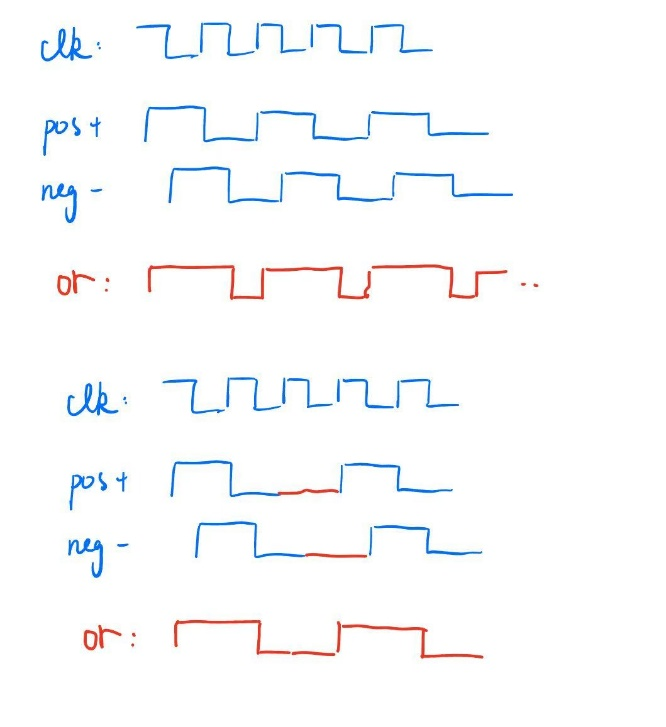 clk:
pos+
neg-
or: ..
clk:
pos+
neg-
or: